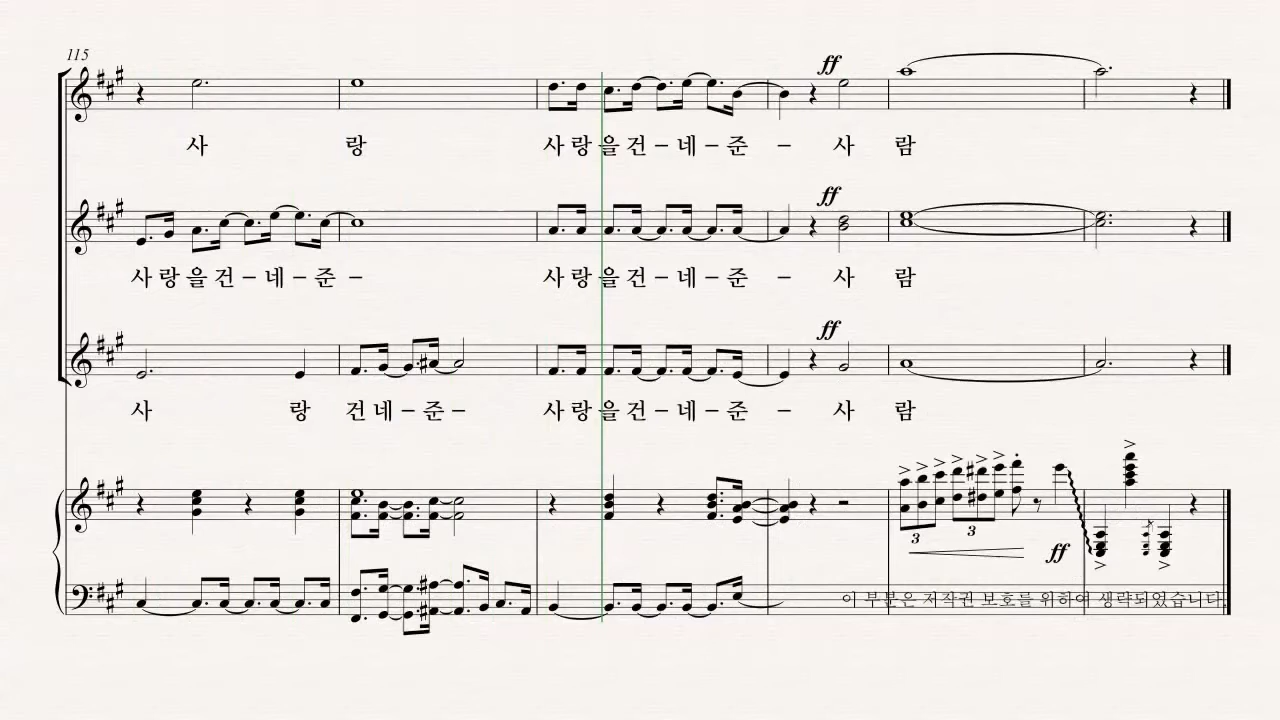 115
ff
사 랑 사 랑 을 건 – 네 – 준 – 사 람
ff
사 랑 을 건 – 네 – 준 – 사 랑 을 건 – 네 – 준 – 사 람
ff
사 랑 건 네 – 준 – 사 랑 을 건 – 네 – 준 – 사 람
3 3
ff
이 부분은 저작권 보호를 위하여 생략되었습니다.